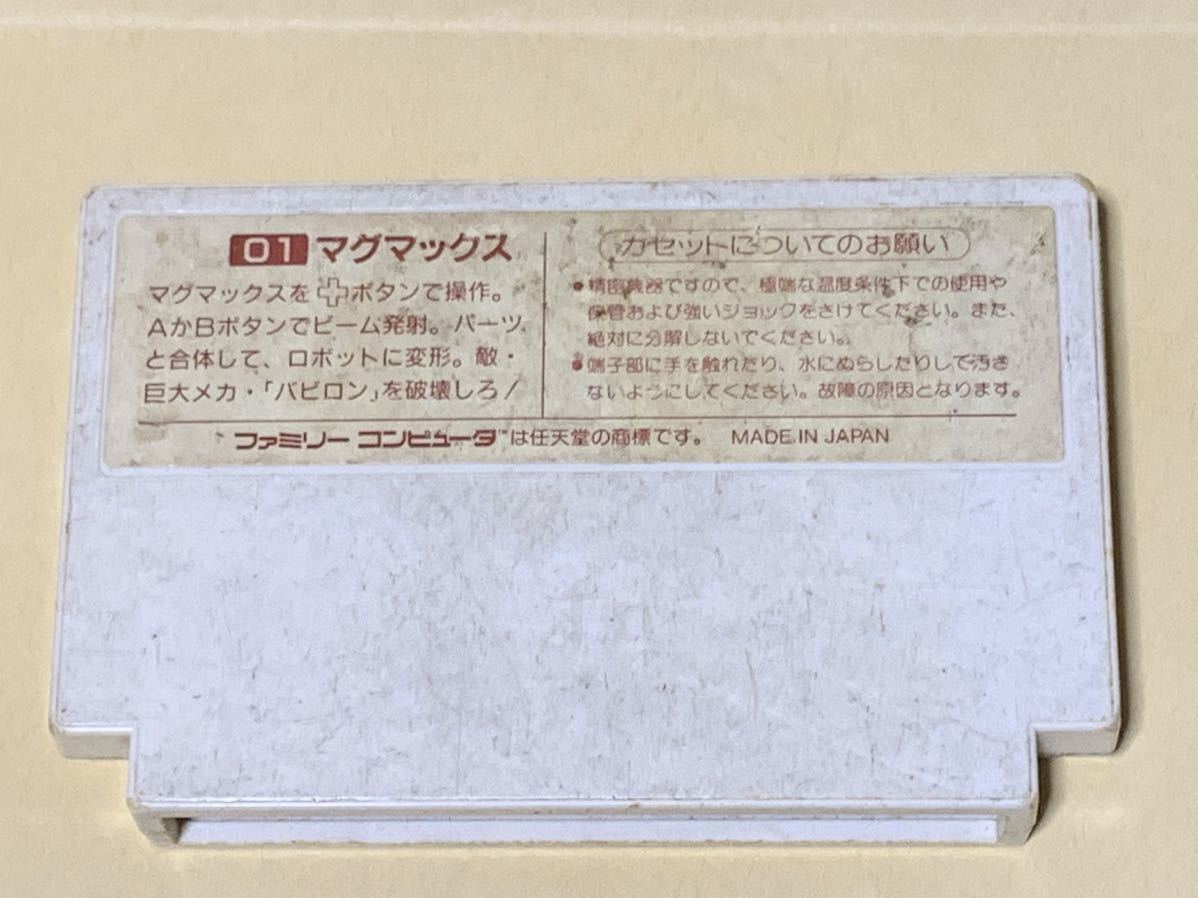 01 マグマックス
マグマックスを✚ボタンで操作。
AかBボタンでビーム発射。パーツ
と合体して、ロボットに変形。敵・
巨大メカ・「バビロン」を破壊しろ！
カセットについてのお願い
●精密機器ですので、極端な温度条件下での使用や
保管および強いショックをさけてください。また、
絶対に分解しないでください。
●端子部に手を触れたり、水にぬらしたりして汚さ
ないようにしてください。故障の原因となります。
ファミリーコンピュータ™は任天堂の商標です。 MADE IN JAPAN